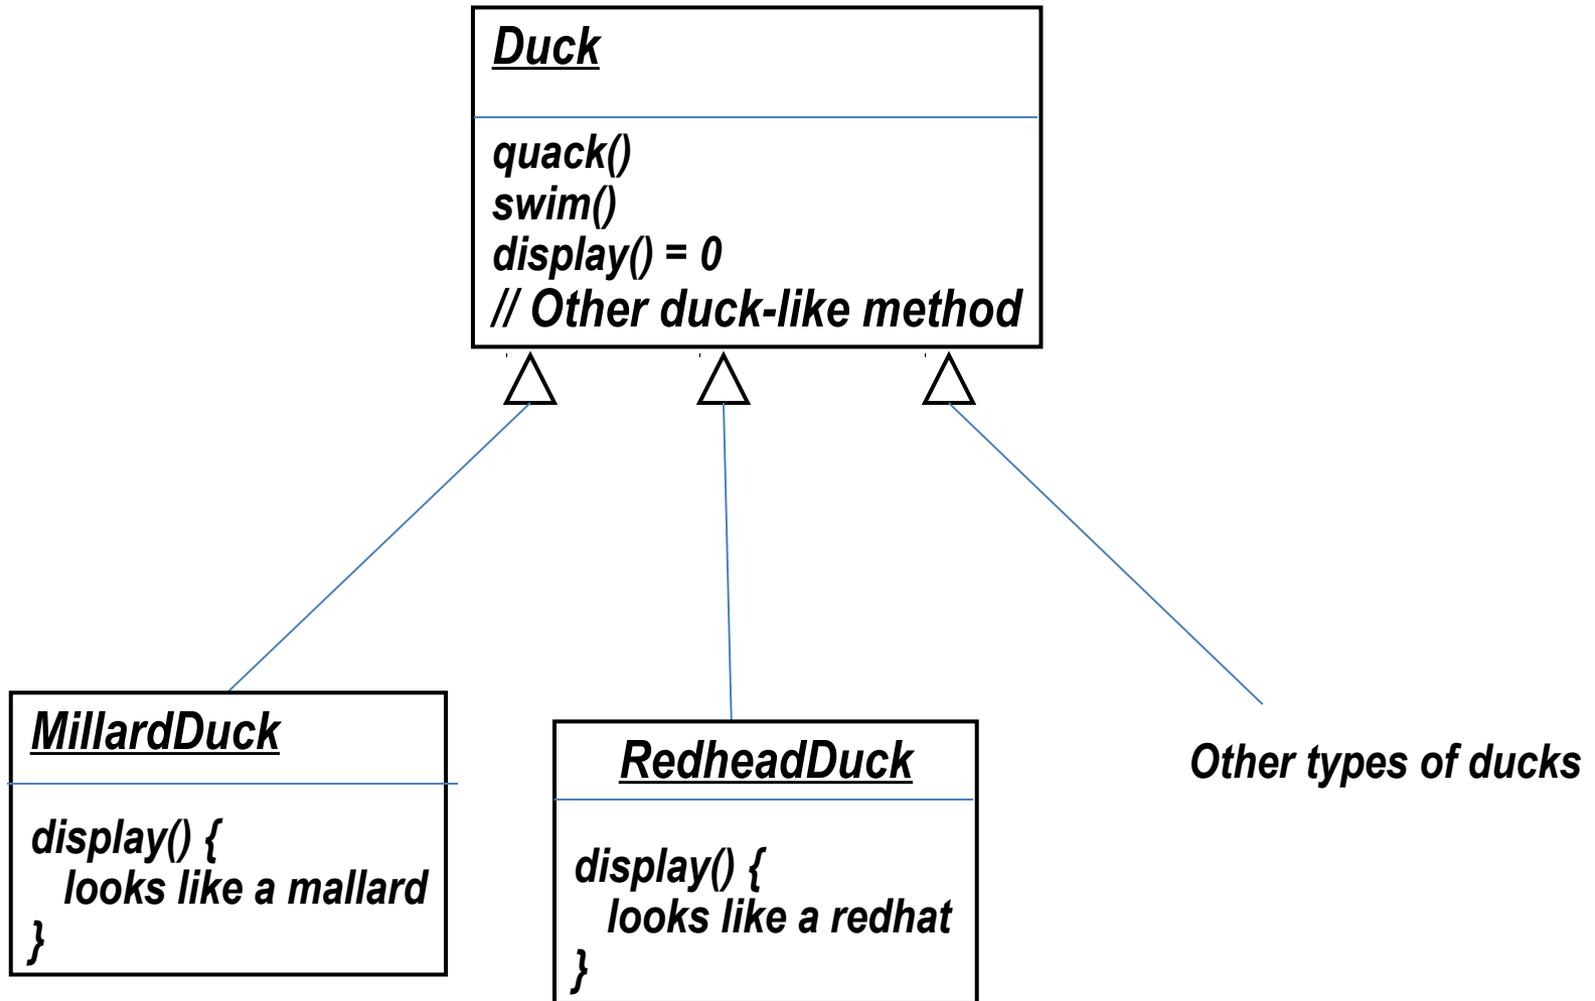 Duck
quack()
swim()
display() = 0
// Other duck-like method
MillardDuck
display() {
looks like a mallard
}
RedheadDuck
display() {
looks like a redhat
}
Other types of ducks